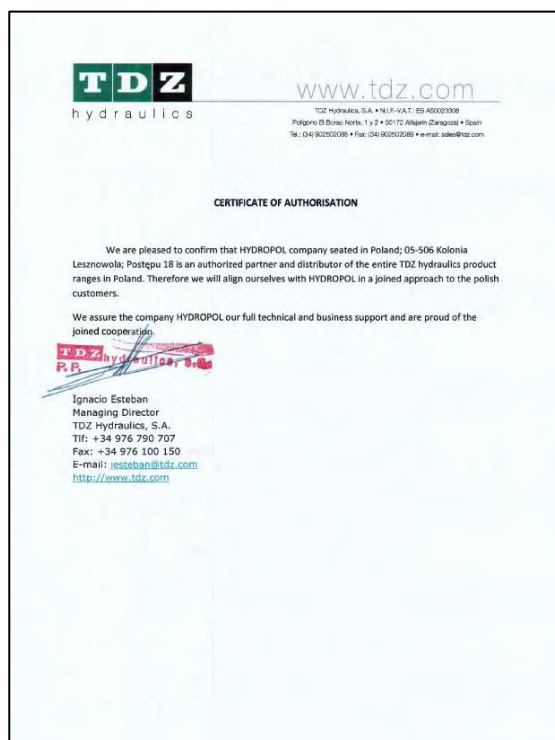 TDZ
hydraulics
www.tdz.com
TDZ Hydraulics, S.A. • N.I.F.-V.A.T.: ES A50023308
Polígono El Borao Norte, 1 y 2 • 50172 Alfajarín (Zaragoza) • Spain
Tel.: (34) 902502088 • Fax: (34) 902502089 • e-mail: sales@tdz.com
CERTIFICATE OF AUTHORISATION
We are pleased to confirm that HYDROPOL company seated in Poland; 05-506 Kolonia
Lesznowola; Postępu 18 is an authorized partner and distributor of the entire TDZ hydraulics product
ranges in Poland. Therefore we will align ourselves with HYDROPOL in a joined approach to the polish
customers.
We assure the company HYDROPOL our full technical and business support and are proud of the
joined cooperation.
TDZ hydraulics, S.A.
P. P.
Ignacio Esteban
Managing Director
TDZ Hydraulics, S.A.
Tlf: +34 976 790 707
Fax: +34 976 100 150
E-mail: iesteban@tdz.com
http://www.tdz.com